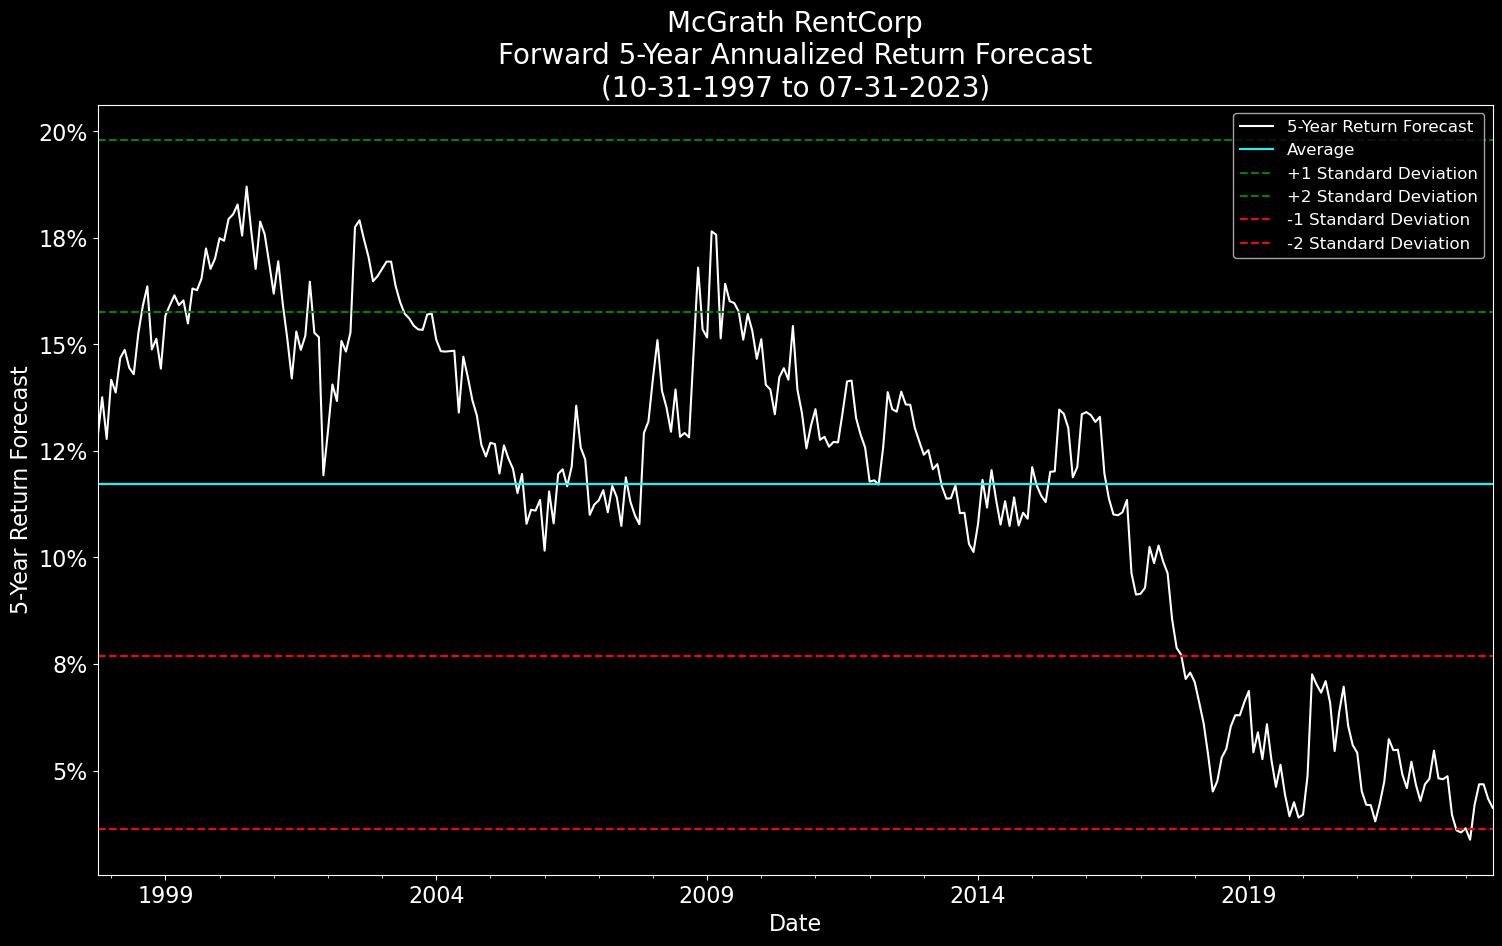 McGrath RentCorp
Forward 5-Year Annualized Return Forecast
(10-31-1997 to 07-31-2023)
5-Year Return Forecast
Average
+1 Standard Deviation
+2 Standard Deviation
-1 Standard Deviation
-2 Standard Deviation
20%
18%
15%
12%
10%
8%
5%
5-Year Return Forecast
1999 2004 2009 2014 2019
Date